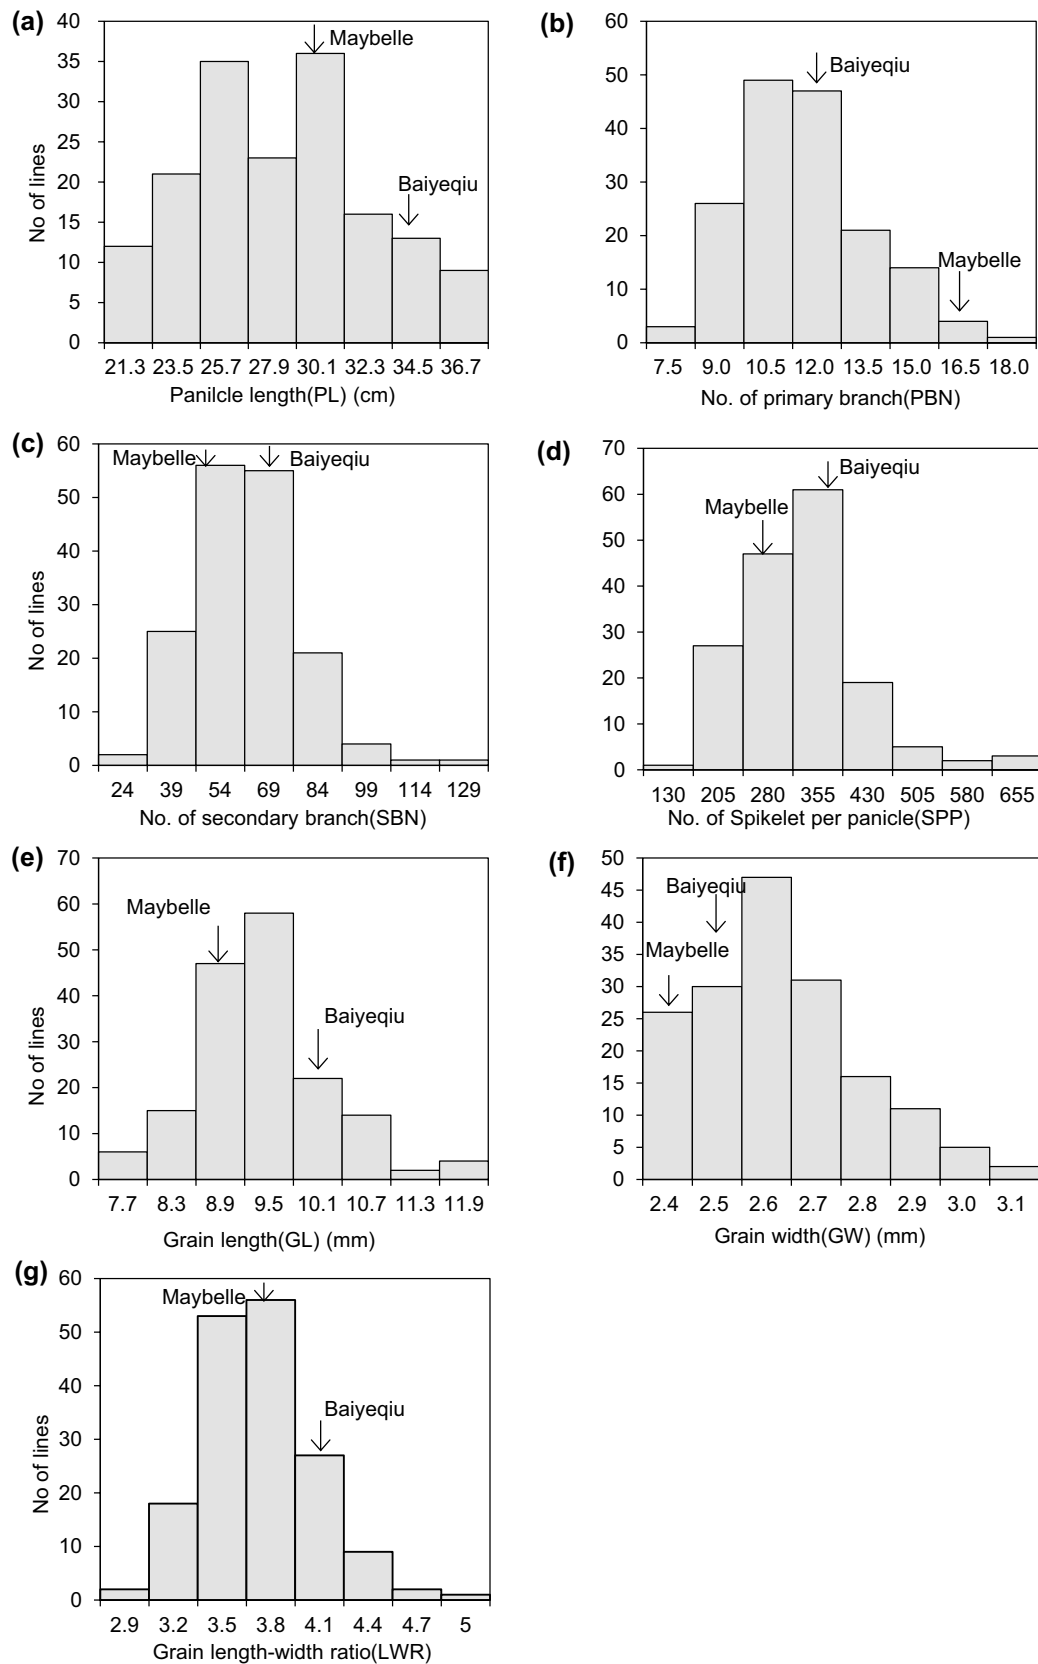 (a)
40
35
30
25
20
15
10
5
0
No of lines
Maybelle
Baiyeqiu
21.3 23.5 25.7 27.9 30.1 32.3 34.5 36.7
Panilcle length(PL) (cm)
(b)
60
50
40
30
20
10
0
Baiyeqiu
Maybelle
7.5 9.0 10.5 12.0 13.5 15.0 16.5 18.0
No. of primary branch(PBN)
(c)
60
50
40
30
20
10
0
No of lines
Maybelle
Baiyeqiu
24 39 54 69 84 99 114 129
No. of secondary branch(SBN)
(d)
70
60
50
40
30
20
10
0
Baiyeqiu
Maybelle
130 205 280 355 430 505 580 655
No. of Spikelet per panicle(SPP)
(e)
70
60
50
40
30
20
10
0
No of lines
Maybelle
Baiyeqiu
7.7 8.3 8.9 9.5 10.1 10.7 11.3 11.9
Grain length(GL) (mm)
(f)
50
45
40
35
30
25
20
15
10
5
0
Baiyeqiu
Maybelle
2.4 2.5 2.6 2.7 2.8 2.9 3.0 3.1
Grain width(GW) (mm)
(g)
60
50
40
30
20
10
0
No of lines
Maybelle
Baiyeqiu
2.9 3.2 3.5 3.8 4.1 4.4 4.7 5
Grain length-width ratio(LWR)